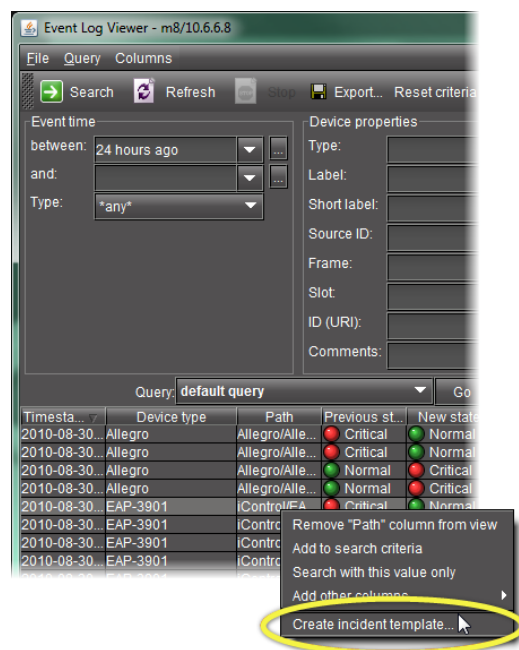 Event Log Viewer - m8/10.6.6.8
File Query Columns
Search Refresh Stop Export... Reset criteria
Event time
between: 24 hours ago ...
and: ...
Type: *any*
Device properties
Type:
Label:
Short label:
Source ID:
Frame:
Slot:
ID (URI):
Comments:
Query: default query Go
Timesta... Device type Path Previous st... New state
2010-08-30... Allegro Allegro/Alle... Critical Normal
2010-08-30... Allegro Allegro/Alle... Critical Normal
2010-08-30... Allegro Allegro/Alle... Normal Critical
2010-08-30... Allegro Allegro/Alle... Normal Critical
2010-08-30... EAP-3901 iControl/EA... Critical Normal
2010-08-30... EAP-3901 iContro
2010-08-30... EAP-3901 iContro
2010-08-30... EAP-3901 iContro
Remove "Path" column from view
Add to search criteria
Search with this value only
Add other columns
Create incident template...